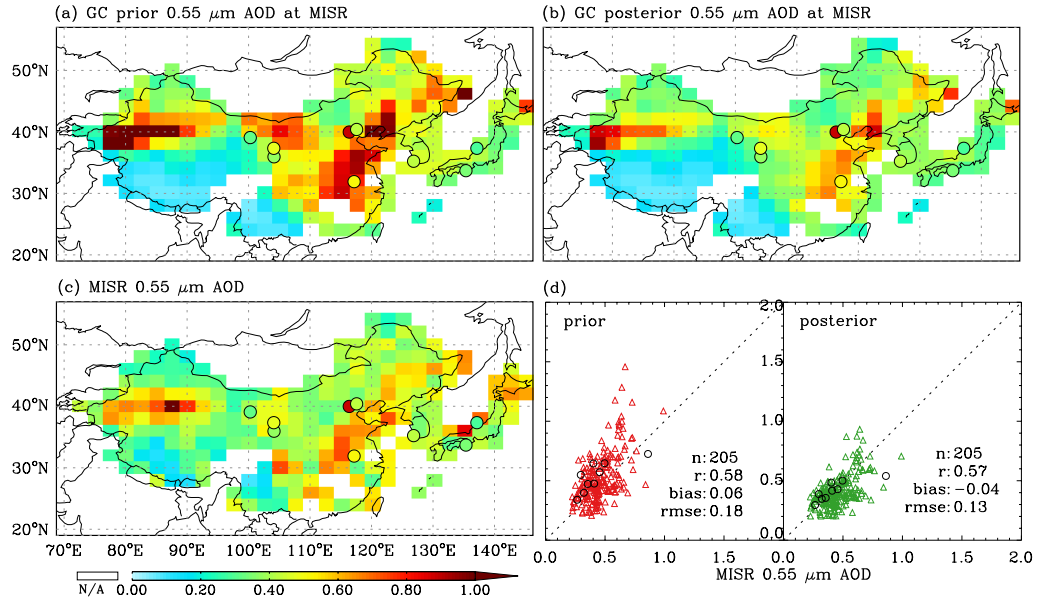 (a) GC prior 0.55 μm AOD at MISR
(b) GC posterior 0.55 μm AOD at MISR
50°N
40°N
30°N
20°N
(c) MISR 0.55 μm AOD
(d)
50°N
40°N
30°N
20°N
70°E 80°E 90°E 100°E 110°E 120°E 130°E 140°E
N/A 0.00 0.20 0.40 0.60 0.80 1.00
prior
n: 205
r: 0.58
bias: 0.06
rmse: 0.18
2.0
1.5
1.0
0.5
0.0
posterior
n: 205
r: 0.57
bias: −0.04
rmse: 0.13
0.0 0.5 1.0 1.5 0.0 0.5 1.0 1.5 2.0
MISR 0.55 μm AOD